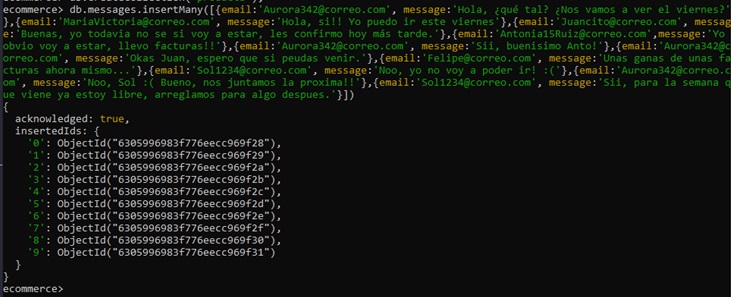 ecommerce> db.messages.insertMany([{email:'Aurora342@correo.com', message:'Hola, ¿qué tal? ¿Nos vamos a ver el viernes?'
},{email:'MariaVictoria@correo.com', message:'Hola, si!! Yo puedo ir este viernes'},{email:'Juancito@correo.com', messag
e:'Buenas, yo todavia no se si voy a estar, les confirmo hoy más tarde.'},{email:'Antonia15Ruiz@correo.com',message:'Yo
obvio voy a estar, llevo facturas!!'},{email:'Aurora342@correo.com', message:'Síi, buenisimo Anto!'},{email:'Aurora342@c
orreo.com', message:'Okas Juan, espero que si peudas venir.'},{email:'Felipe@correo.com', message:'Unas ganas de unas fa
cturas ahora mismo...'},{email:'Sol1234@correo.com', message:'Noo, yo no voy a poder ir! :('},{email:'Aurora342@correo.c
om', message:'Noo, Sol :( Bueno, nos juntamos la proxima!!'},{email:'Sol1234@correo.com', message:'Síi, para la semana q
ue viene ya estoy libre, arreglamos para algo despues.'}])
{
acknowledged: true,
insertedIds: {
'0': ObjectId("6305996983f776eecc969f28"),
'1': ObjectId("6305996983f776eecc969f29"),
'2': ObjectId("6305996983f776eecc969f2a"),
'3': ObjectId("6305996983f776eecc969f2b"),
'4': ObjectId("6305996983f776eecc969f2c"),
'5': ObjectId("6305996983f776eecc969f2d"),
'6': ObjectId("6305996983f776eecc969f2e"),
'7': ObjectId("6305996983f776eecc969f2f"),
'8': ObjectId("6305996983f776eecc969f30"),
'9': ObjectId("6305996983f776eecc969f31")
}
}
ecommerce>